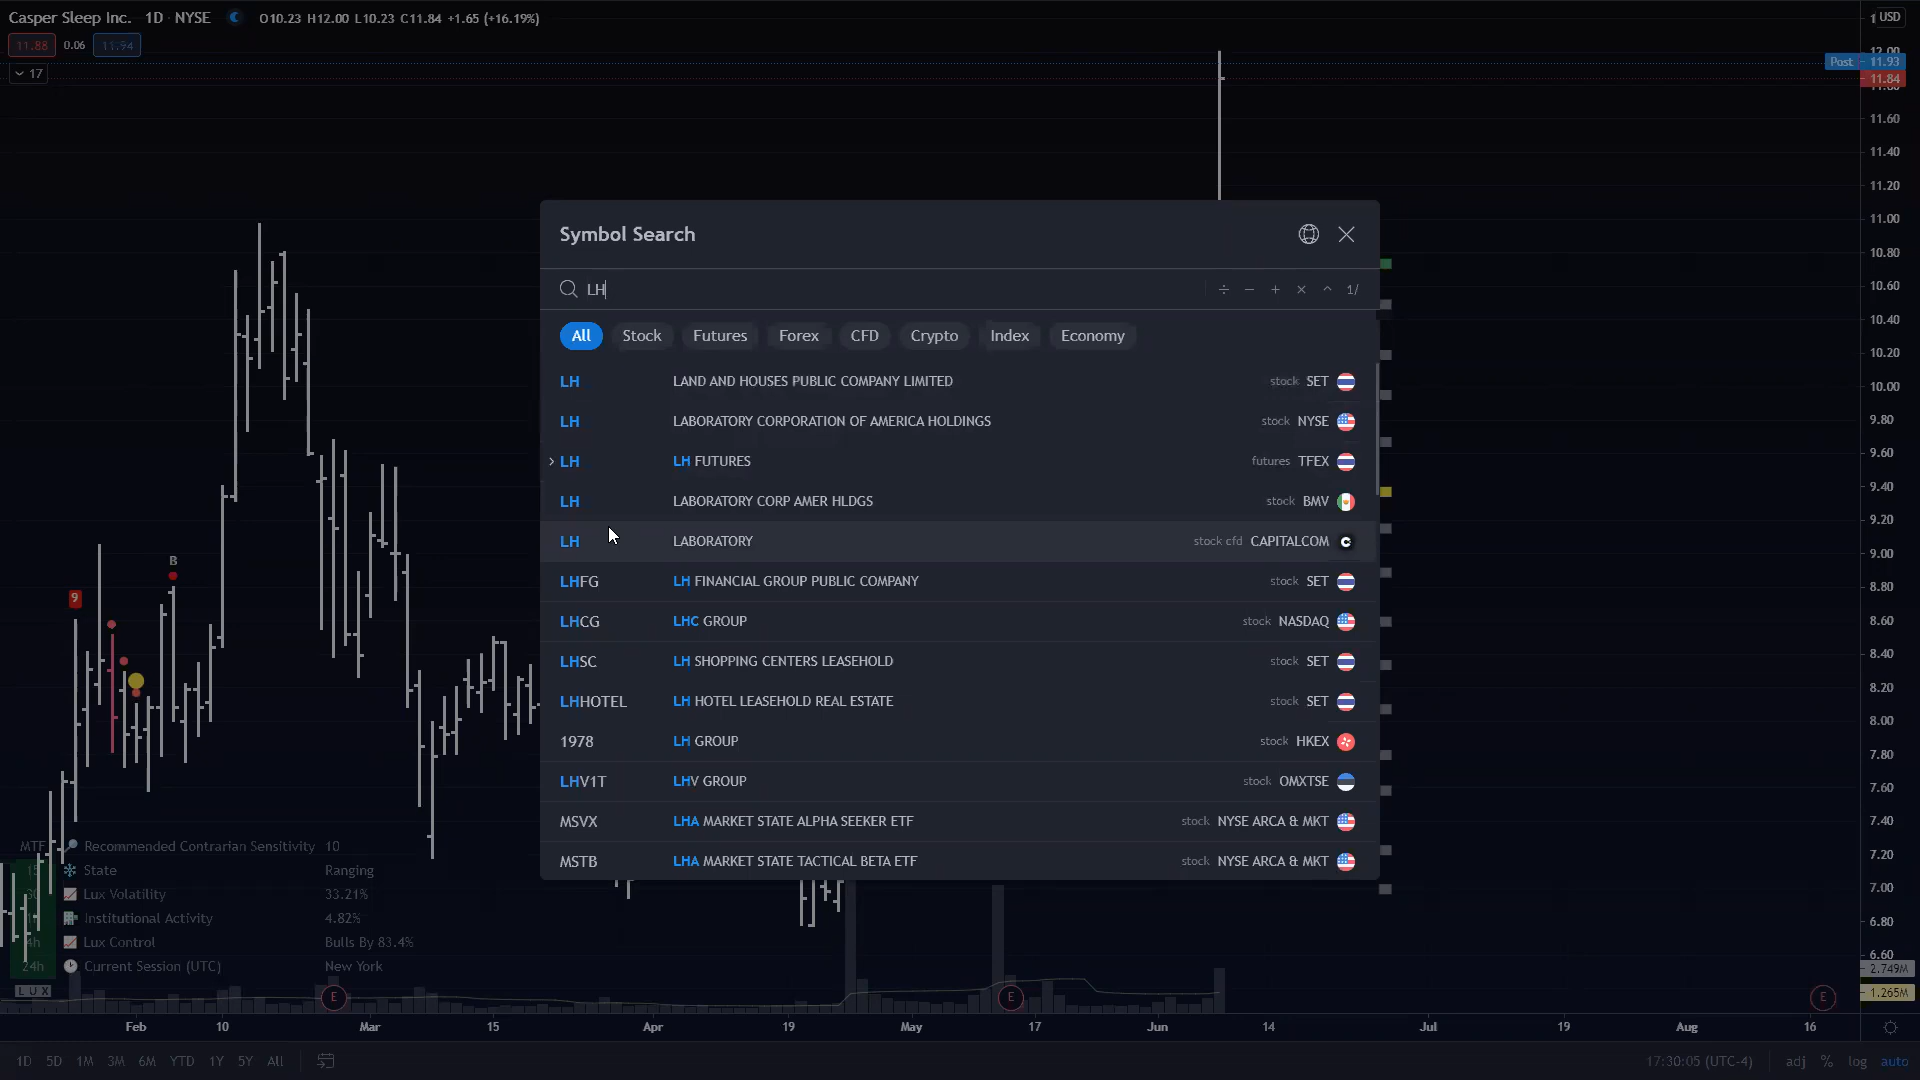 Casper Sleep Inc. 1D NYSE O10.23 H12.00 L10.23 C11.84 +1.65 (+16.19%)
11.88 0.06 11.94
17
USD
12.00
Post 11.93
11.84
11.60
11.40
11.20
11.00
10.80
10.60
10.40
10.20
10.00
9.80
9.60
9.40
9.20
9.00
8.80
8.60
8.40
8.20
8.00
7.80
7.60
7.40
7.20
7.00
6.80
6.60
2.749M
1.265M
Symbol Search
LH ÷ − + × ^ 1/
All Stock Futures Forex CFD Crypto Index Economy
LH LAND AND HOUSES PUBLIC COMPANY LIMITED stock SET
LH LABORATORY CORPORATION OF AMERICA HOLDINGS stock NYSE
LH LH FUTURES futures TFEX
LH LABORATORY CORP AMER HLDGS stock BMV
LH LABORATORY stock cfd CAPITALCOM
LHFG LH FINANCIAL GROUP PUBLIC COMPANY stock SET
LHCG LHC GROUP stock NASDAQ
LHSC LH SHOPPING CENTERS LEASEHOLD stock SET
LHHOTEL LH HOTEL LEASEHOLD REAL ESTATE stock SET
1978 LH GROUP stock HKEX
LHV1T LHV GROUP stock OMXTSE
MSVX LHA MARKET STATE ALPHA SEEKER ETF stock NYSE ARCA & MKT
MSTB LHA MARKET STATE TACTICAL BETA ETF stock NYSE ARCA & MKT
9
B
MTF Recommended Contrarian Sensitivity 10
State Ranging
Lux Volatility 33.21%
Institutional Activity 4.82%
4h Lux Control Bulls By 83.4%
24h Current Session (UTC) New York
LUX
E
E
E
Feb 10 Mar 15 Apr 19 May 17 Jun 14 Jul 19 Aug 16
1D 5D 1M 3M 6M YTD 1Y 5Y All
17:30:05 (UTC-4) adj % log auto